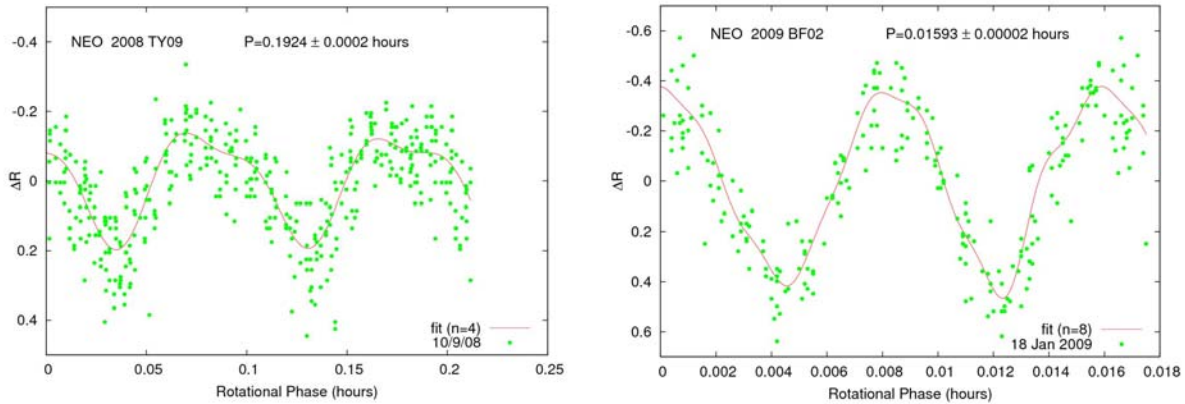 NEO 2008 TY09 P=0.1924 ± 0.0002 hours
-0.4
-0.2
0
0.2
0.4
ΔR
fit (n=4)
10/9/08
0 0.05 0.10 0.15 0.20 0.25
Rotational Phase (hours)
NEO 2009 BF02 P=0.01593 ± 0.00002 hours
-0.6
-0.4
-0.2
0
0.2
0.4
0.6
ΔR
fit (n=8)
18 Jan 2009
0 0.002 0.004 0.006 0.008 0.010 0.012 0.014 0.016 0.018
Rotational Phase (hours)